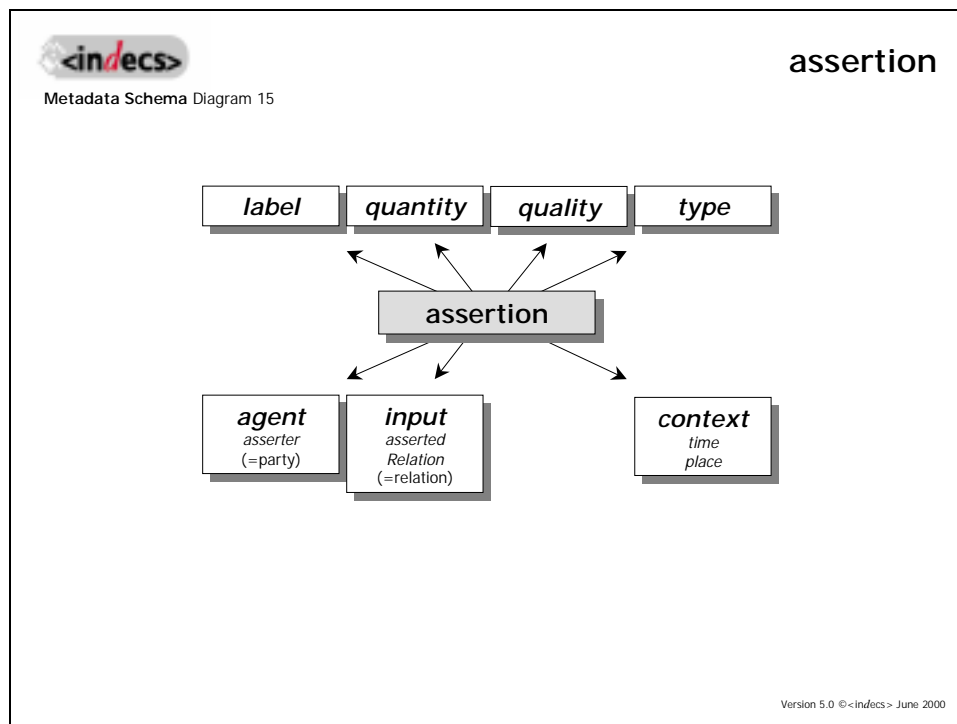 <indecs>
assertion
Metadata Schema Diagram 15
label quantity quality type
assertion
agent
asserter
(=party)
input
asserted
Relation
(=relation)
context
time
place
Version 5.0 ©<indecs> June 2000